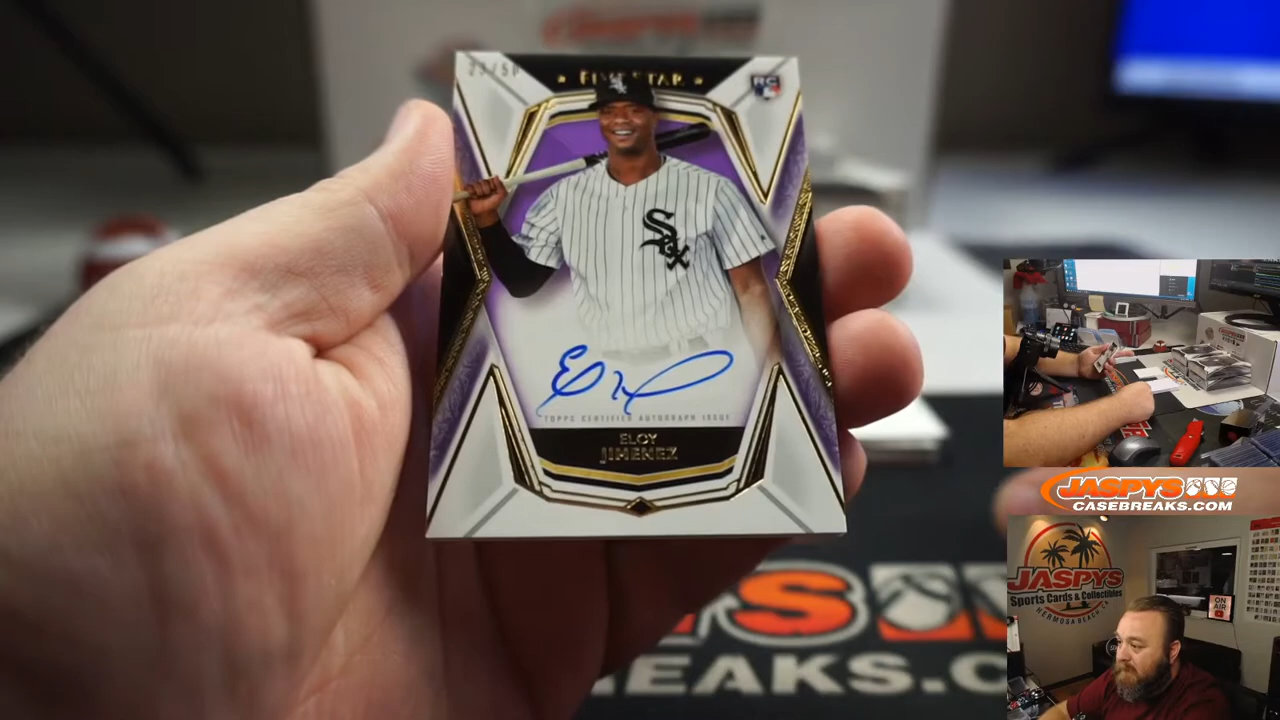 FIVE STAR
RC
Sox
TOPPS CERTIFIED AUTOGRAPH ISSUE
ELOY
JIMENEZ
JASPYS
CASEBREAKS.COM
JASPYS
Sports Cards & Collectibles
HERMOSA BEACH, CA
ON
AIR
S
EAKS.C